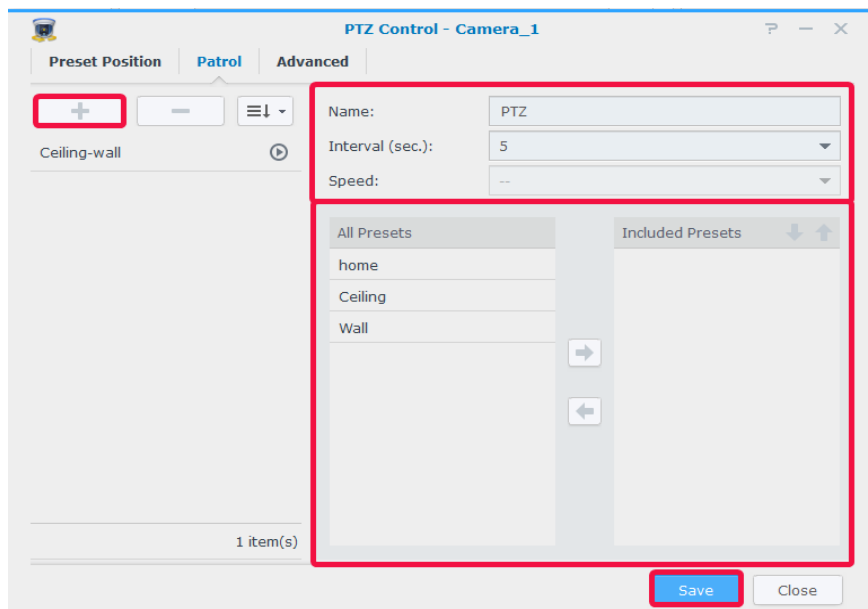 PTZ Control - Camera_1
Preset Position Patrol Advanced
Ceiling-wall
1 item(s)
Name: PTZ
Interval (sec.): 5
Speed: --
All Presets
home
Ceiling
Wall
Included Presets
Save Close